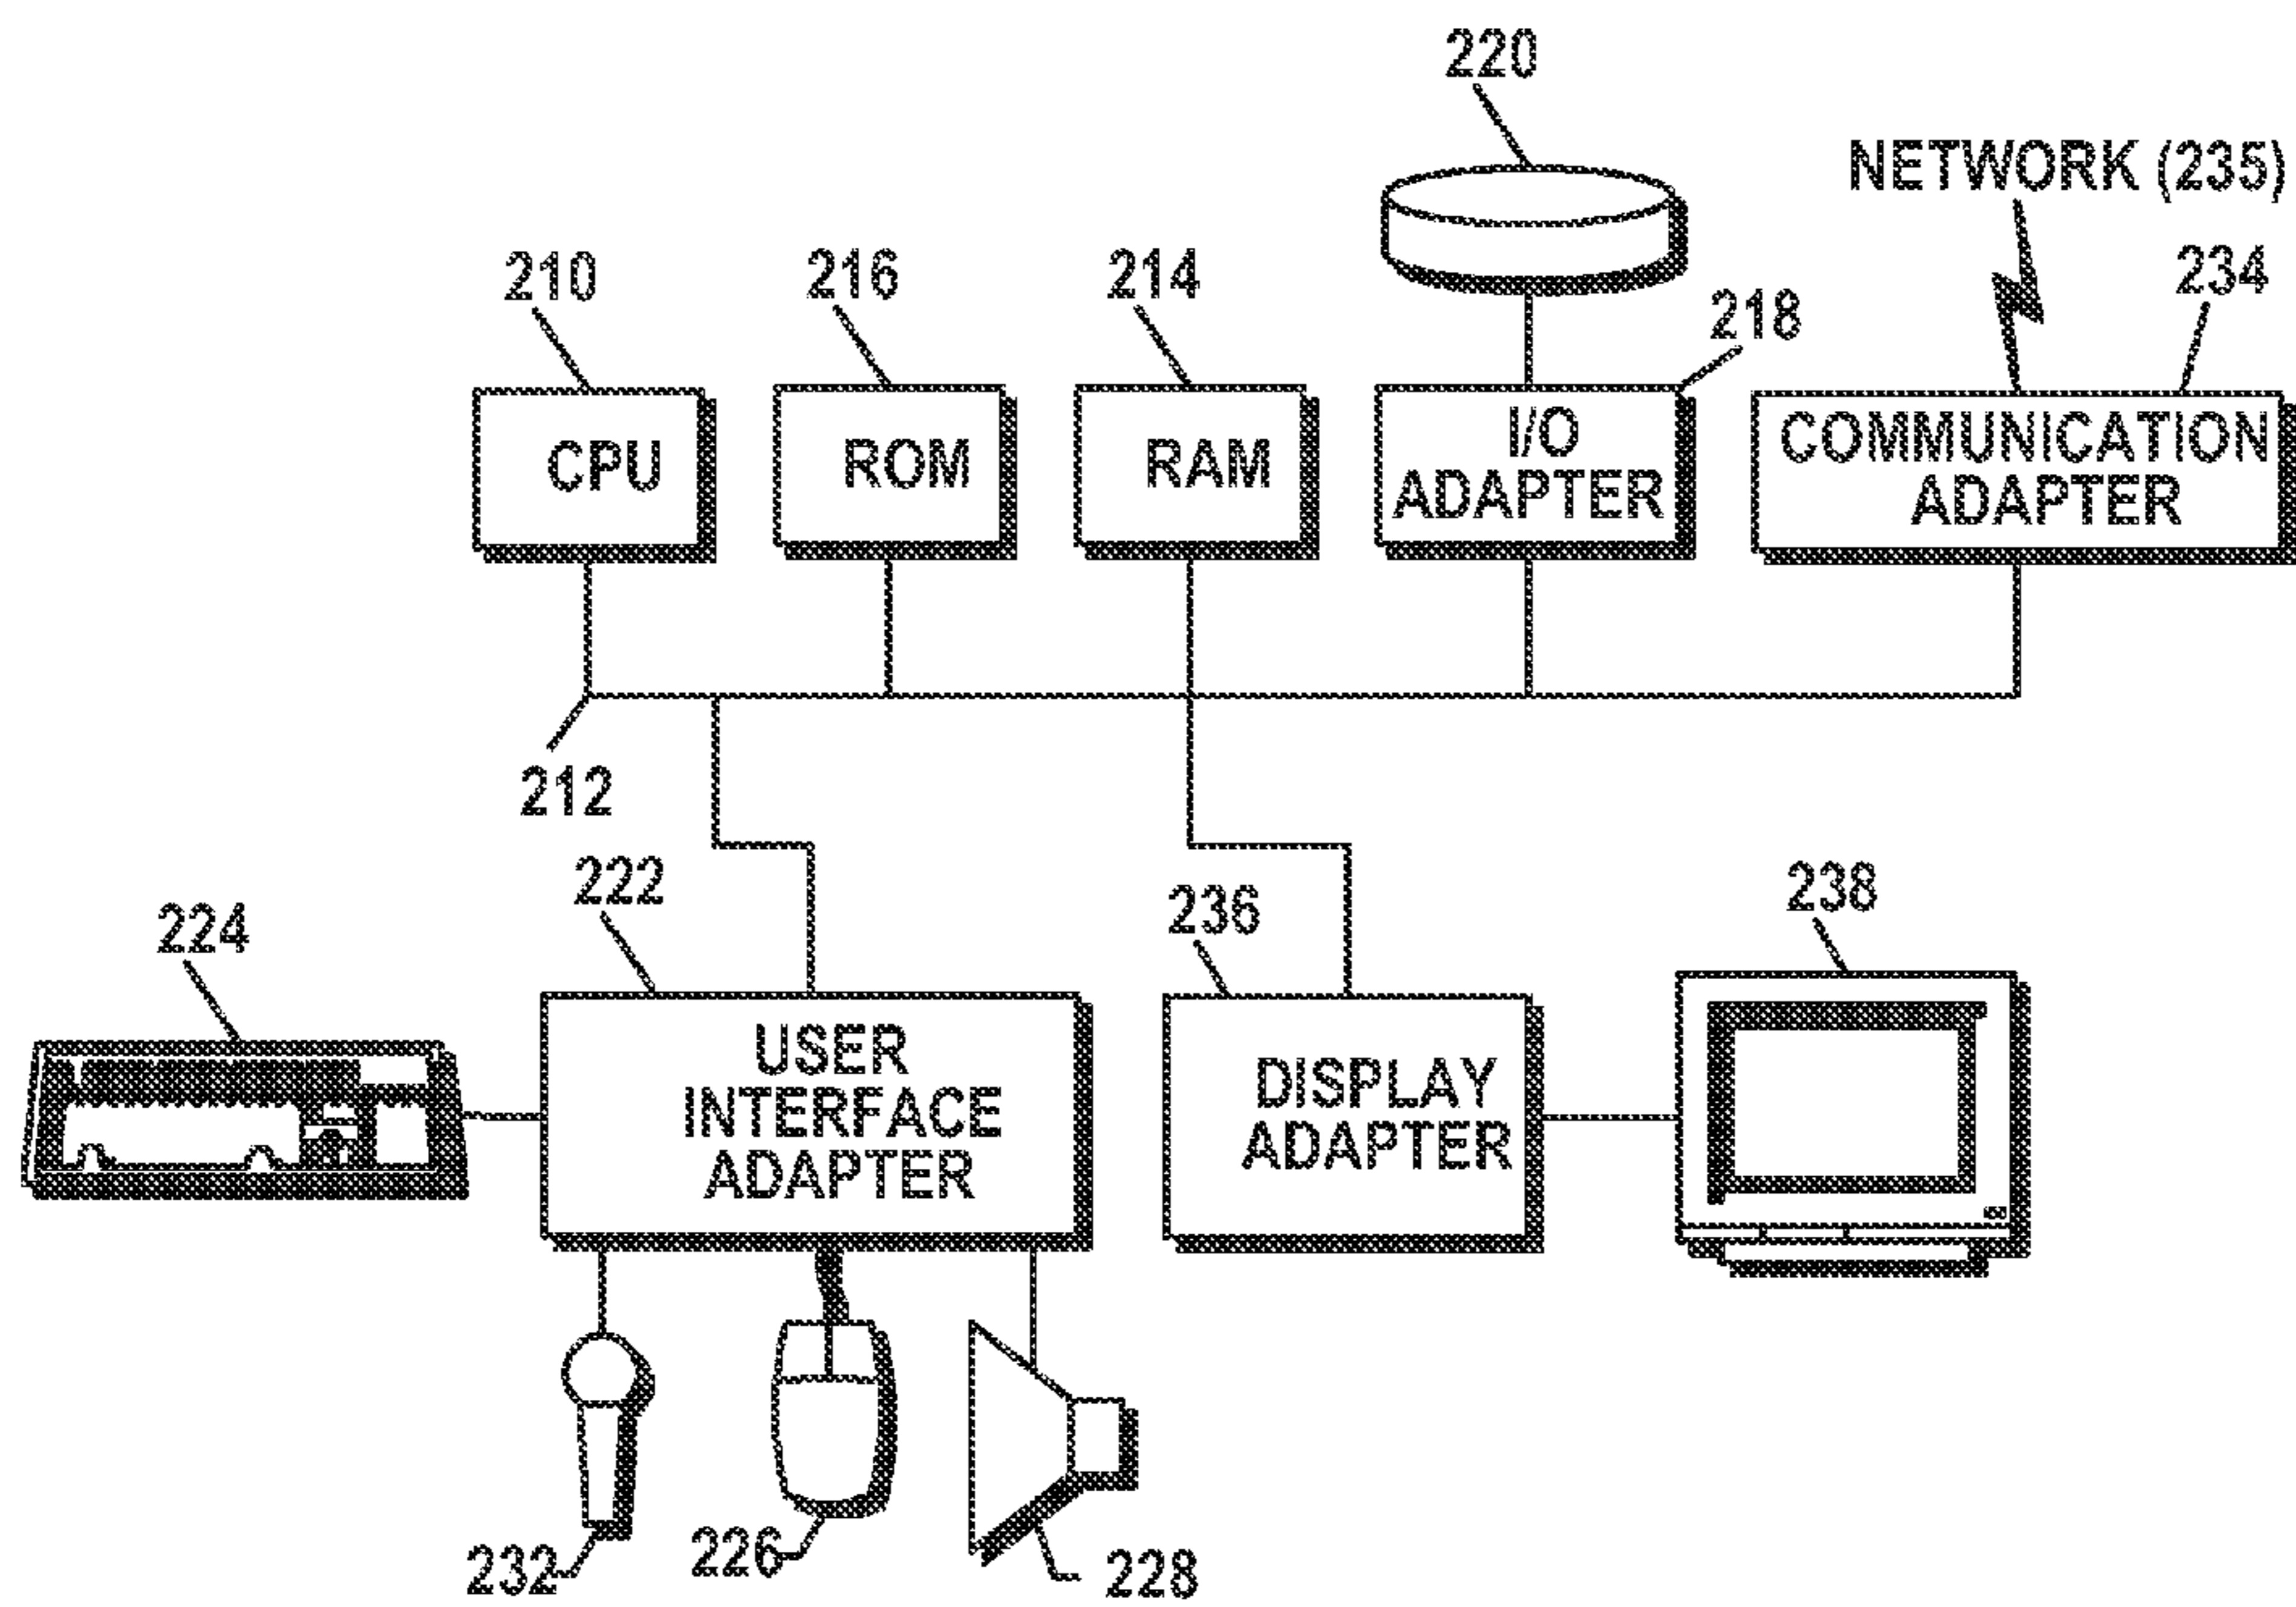 220
NETWORK (235)
210
216
214
218
234
CPU
ROM
RAM
I/O
ADAPTER
COMMUNICATION
ADAPTER
212
222
224
236
238
USER
INTERFACE
ADAPTER
DISPLAY
ADAPTER
232
226
228